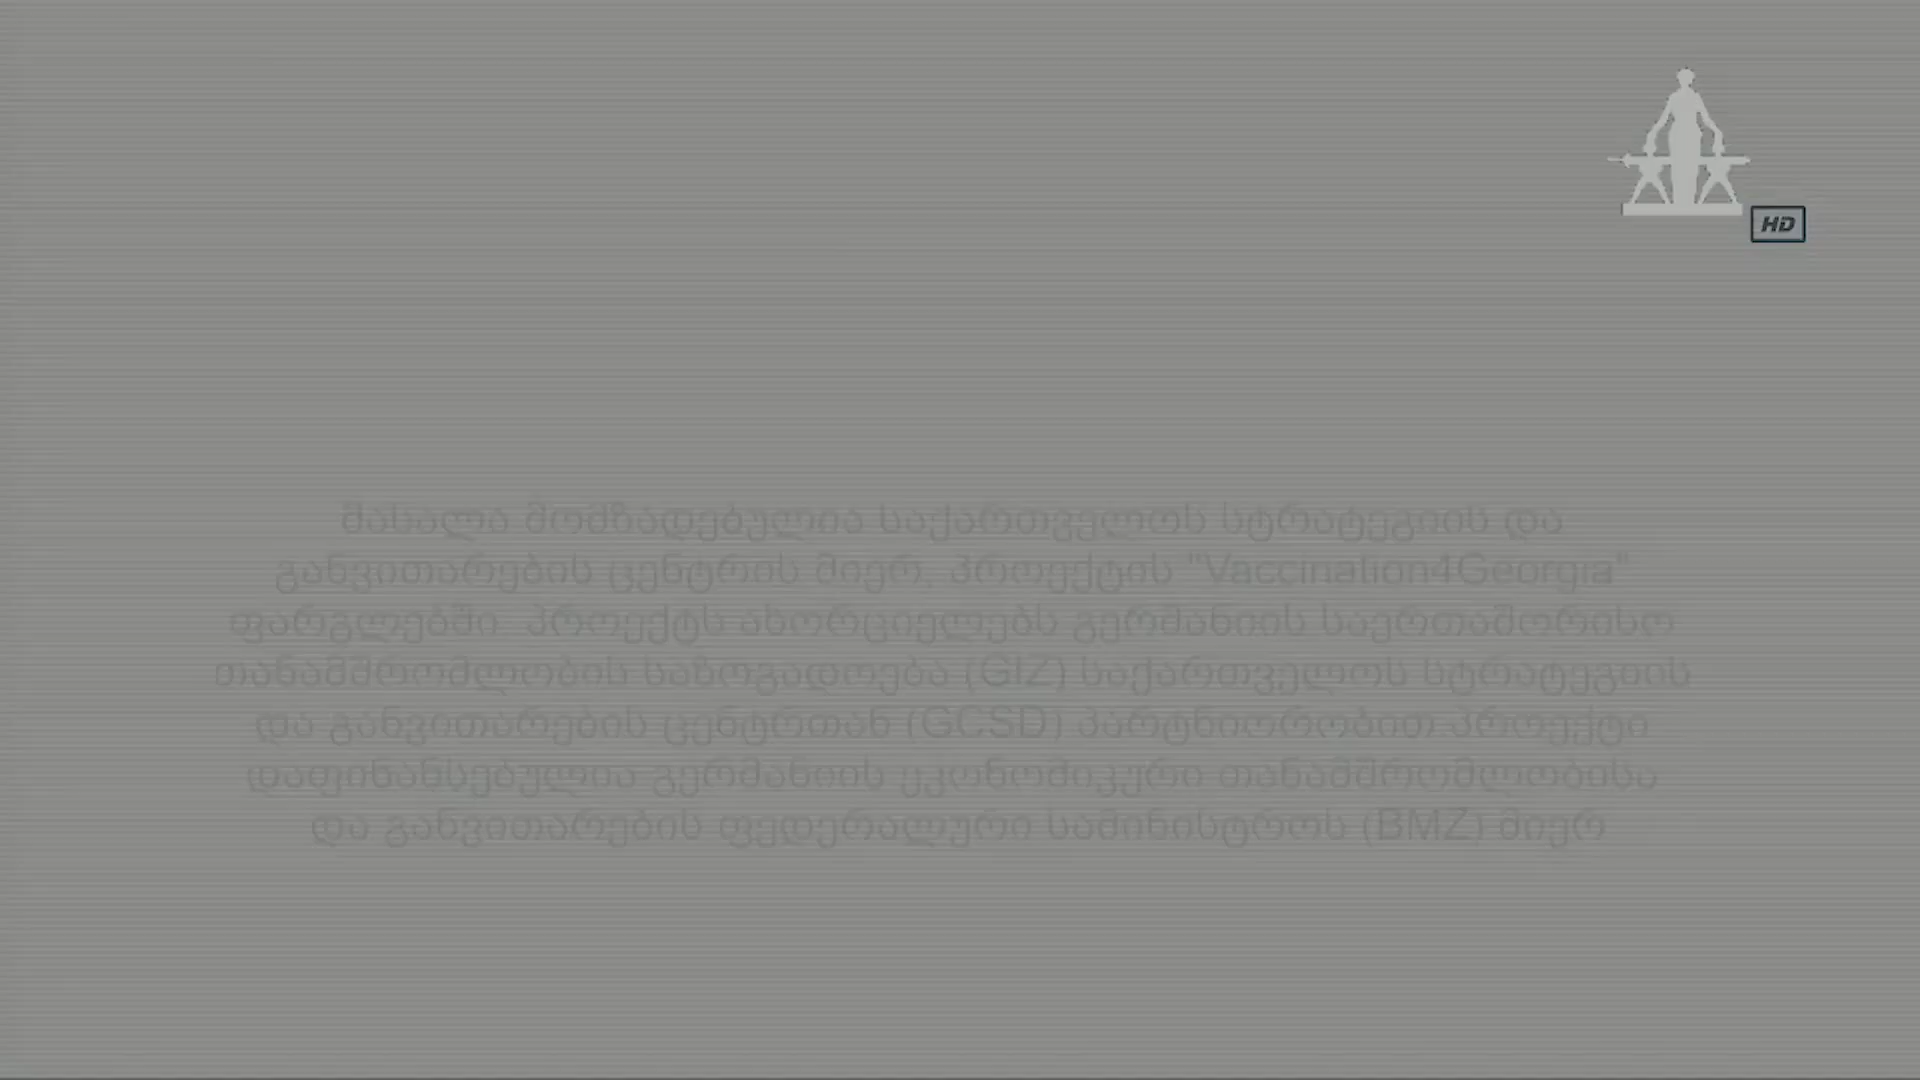 HD
მასალა მომზადებულია საქართველოს სტრატეგიის და
განვითარების ცენტრის მიერ, პროექტის "Vaccination4Georgia"
ფარგლებში. პროექტს ახორციელებს გერმანიის საერთაშორისო
თანამშრომლობის საზოგადოება (GIZ) საქართველოს სტრატეგიის
და განვითარების ცენტრთან (GCSD) პარტნიორობით პროექტი
დაფინანსებულია გერმანიის ეკონომიკური თანამშრომლობისა
და განვითარების ფედერალური სამინისტროს (BMZ) მიერ